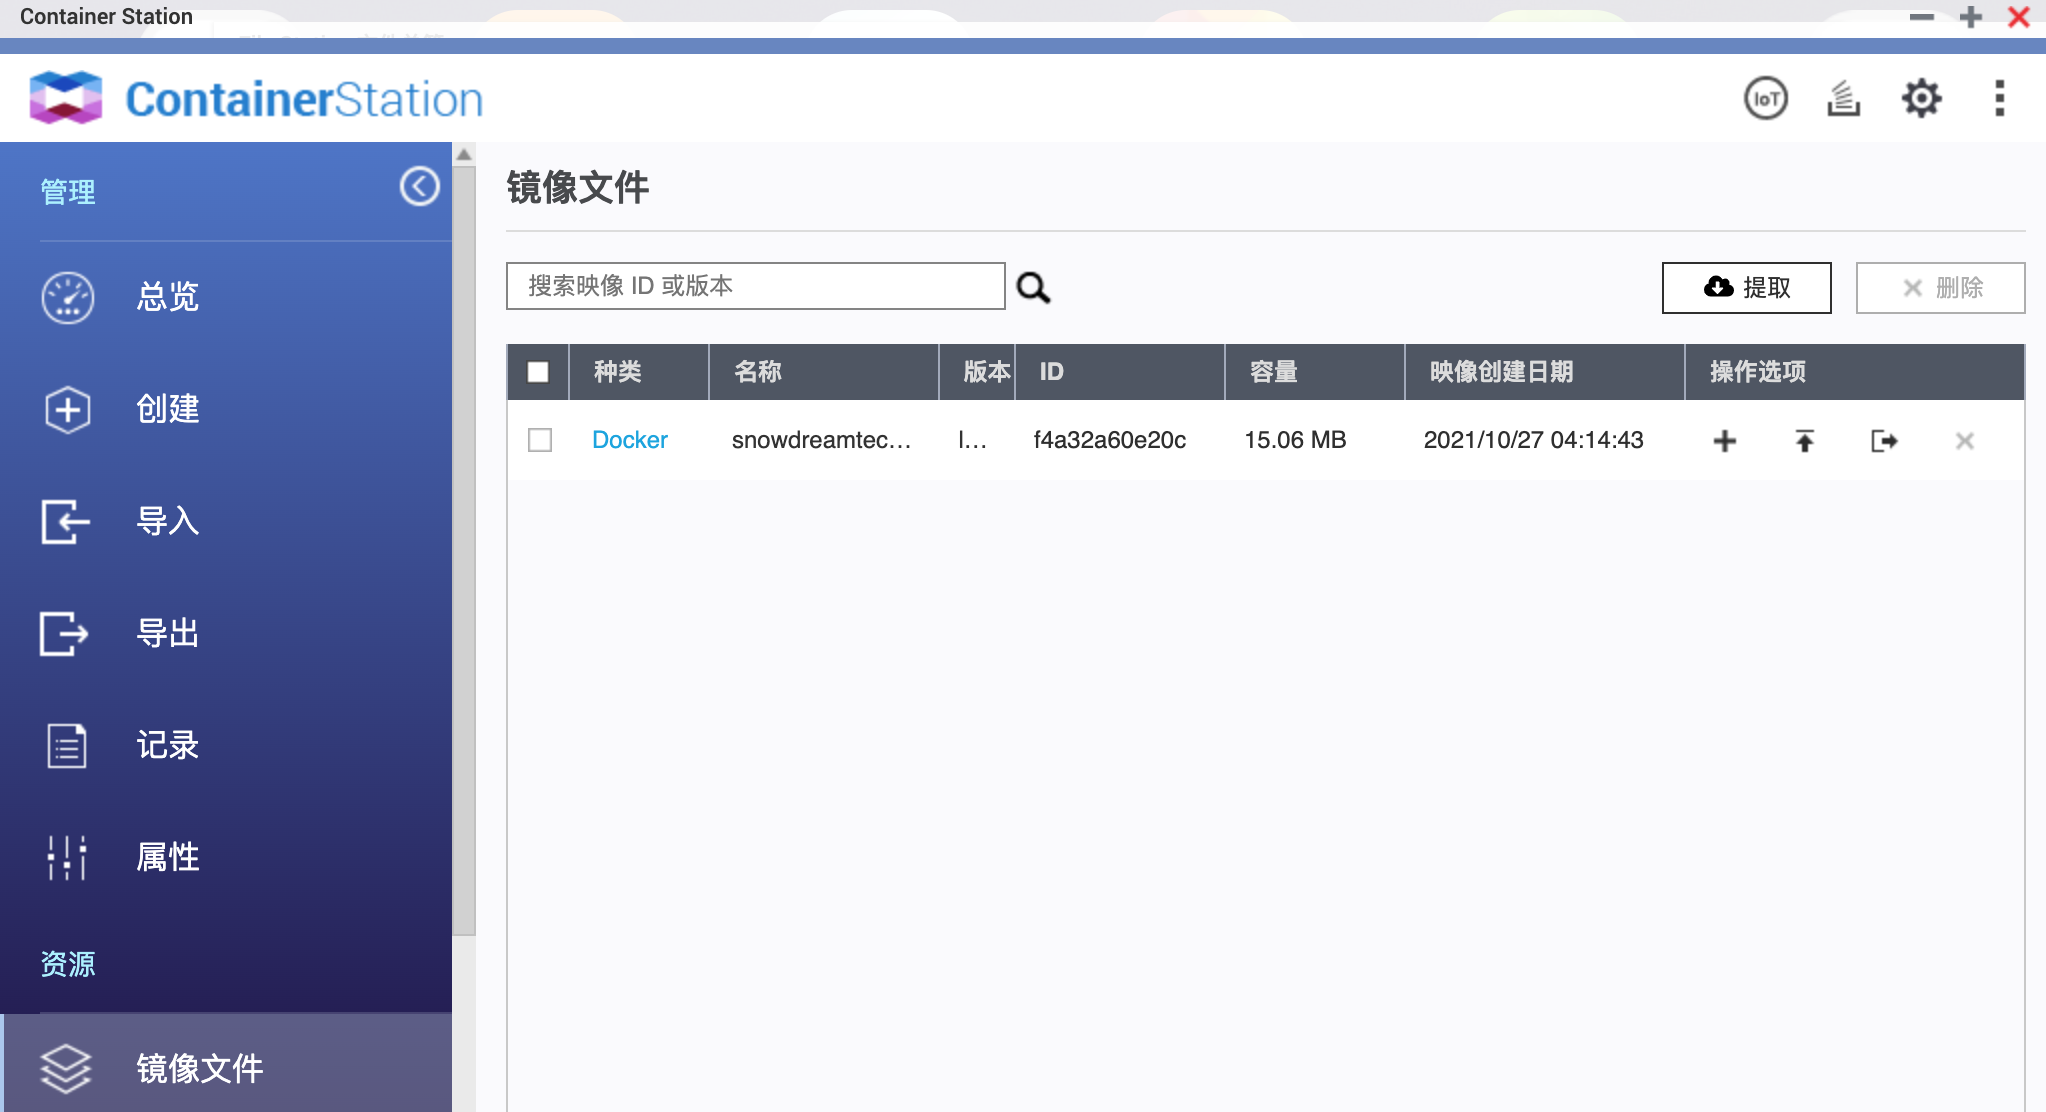 Container Station
ContainerStation
IoT
管理
总览
创建
导入
导出
记录
属性
资源
镜像文件
镜像文件
搜索映像 ID 或版本
提取
删除
种类 名称 版本 ID 容量 映像创建日期 操作选项
Docker snowdreamtec... l... f4a32a60e20c 15.06 MB 2021/10/27 04:14:43